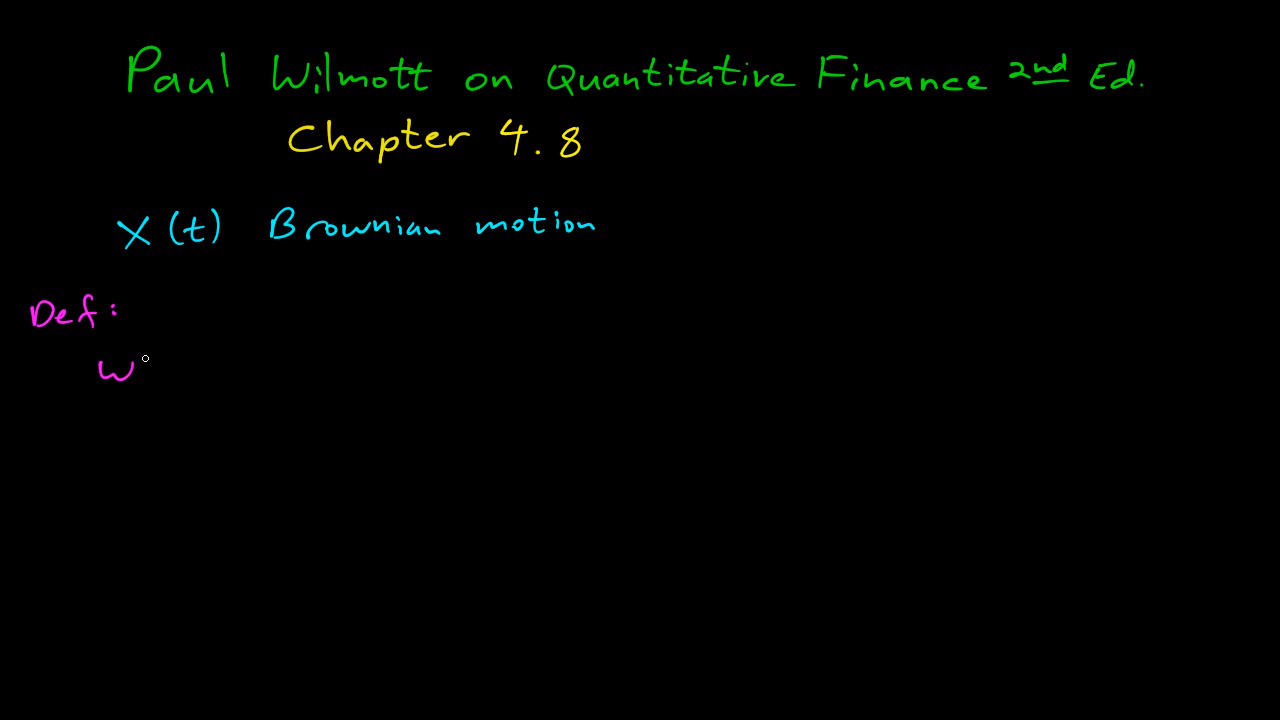 Paul Wilmott on Quantitative Finance 2nd Ed.
Chapter 4.8
X(t) Brownian motion
Def:
W